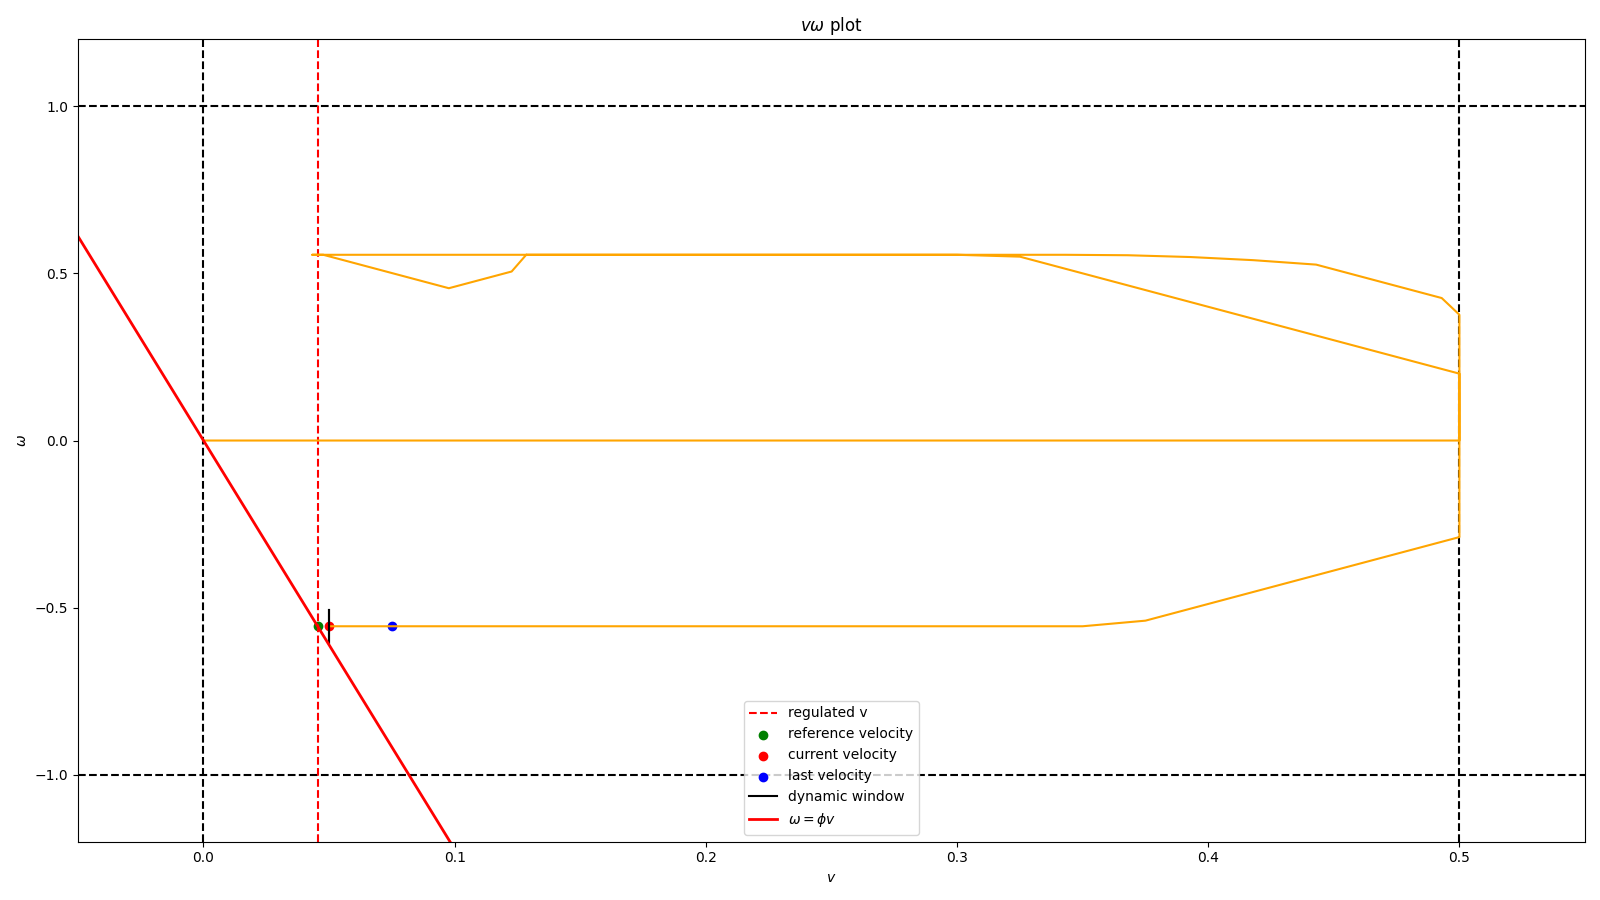 vω plot
1.0
0.5
0.0
−0.5
−1.0
ω
0.0 0.1 0.2 0.3 0.4 0.5
v
regulated v
reference velocity
current velocity
last velocity
dynamic window
ω = ϕv